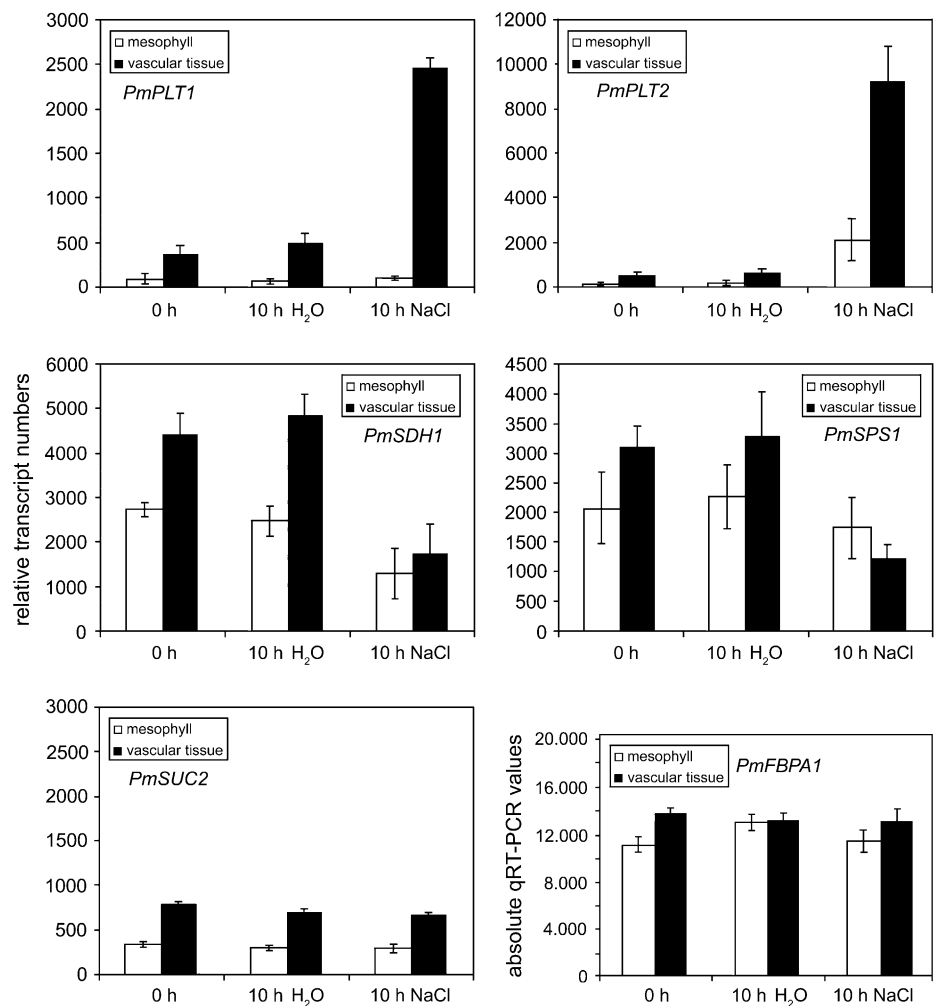 3000
2500
2000
1500
1000
500
0
mesophyll
vascular tissue
PmPLT1
0 h
10 h H₂O
10 h NaCl
12000
10000
8000
6000
4000
2000
0
mesophyll
vascular tissue
PmPLT2
0 h
10 h H₂O
10 h NaCl
relative transcript numbers
6000
5000
4000
3000
2000
1000
0
mesophyll
vascular tissue
PmSDH1
0 h
10 h H₂O
10 h NaCl
4500
4000
3500
3000
2500
2000
1500
1000
500
0
mesophyll
vascular tissue
PmSPS1
0 h
10 h H₂O
10 h NaCl
3000
2500
2000
1500
1000
500
0
mesophyll
vascular tissue
PmSUC2
0 h
10 h H₂O
10 h NaCl
absolute qRT-PCR values
20.000
16.000
12.000
8.000
4.000
0
mesophyll
vascular tissue
PmFBPA1
0 h
10 h H₂O
10 h NaCl